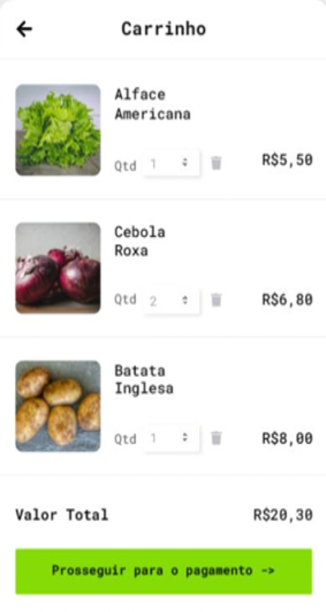 Carrinho
Alface
Americana
Qtd 1
R$5,50
Cebola
Roxa
Qtd 2
R$6,80
Batata
Inglesa
Qtd 1
R$8,00
Valor Total R$20,30
Prosseguir para o pagamento ->